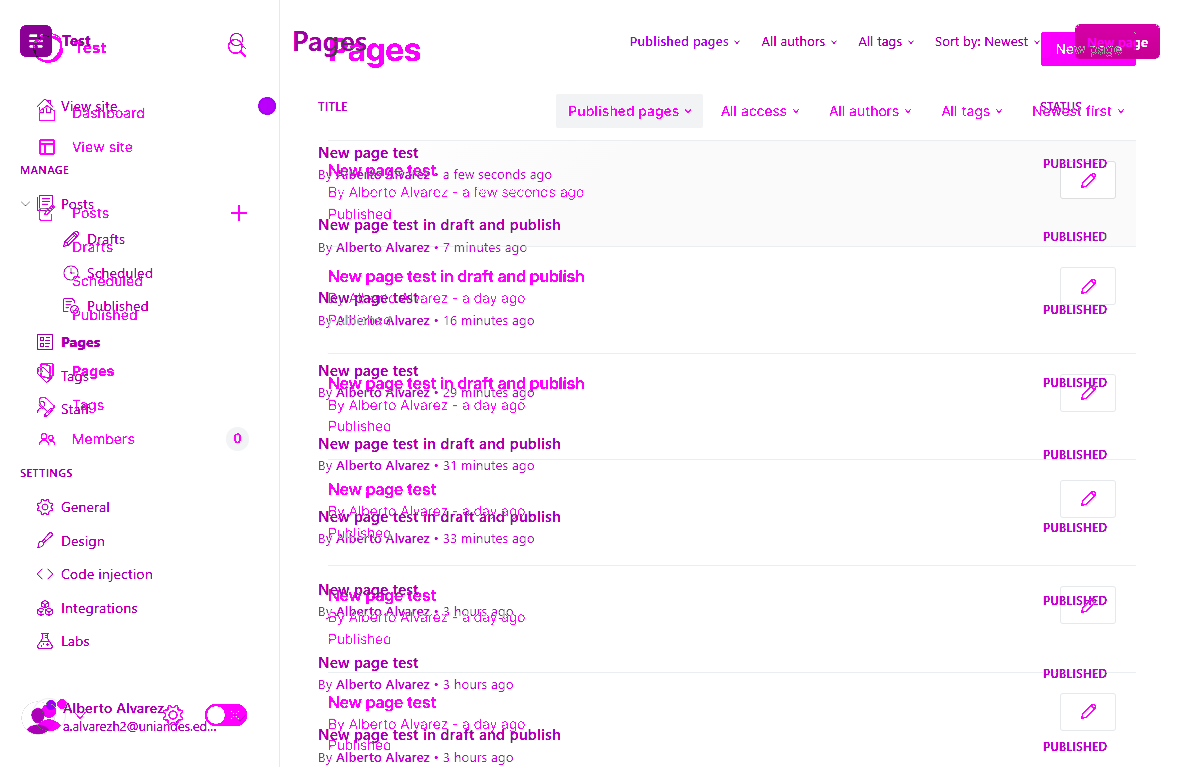 Test
Test
View site
Dashboard
View site
MANAGE
Posts
Posts
Drafts
Drafts
Scheduled
Scheduled
Published
Published
Pages
Pages
Tags
Tags
Staff
Members 0
SETTINGS
General
Design
Code injection
Integrations
Labs
Alberto Alvarez
a.alvarezh2@uniandes.ed...
Pages
Pages
Published pages All authors All tags Sort by: Newest New page
New page
TITLE STATUS
Published pages All access All authors All tags Newest first
New page test PUBLISHED
By Alberto Alvarez • a few seconds ago
New page test
By Alberto Alvarez - a few seconds ago
Published
New page test in draft and publish PUBLISHED
By Alberto Alvarez • 7 minutes ago
New page test in draft and publish
By Alberto Alvarez - a day ago
Published
New page test PUBLISHED
By Alberto Alvarez • 16 minutes ago
New page test PUBLISHED
By Alberto Alvarez • 29 minutes ago
New page test in draft and publish
By Alberto Alvarez - a day ago
Published
New page test in draft and publish PUBLISHED
By Alberto Alvarez • 31 minutes ago
New page test
By Alberto Alvarez - a day ago
Published
New page test in draft and publish PUBLISHED
By Alberto Alvarez • 33 minutes ago
New page test PUBLISHED
By Alberto Alvarez • 3 hours ago
New page test
By Alberto Alvarez - a day ago
Published
New page test PUBLISHED
By Alberto Alvarez • 3 hours ago
New page test
By Alberto Alvarez - a day ago
Published
New page test in draft and publish PUBLISHED
By Alberto Alvarez • 3 hours ago